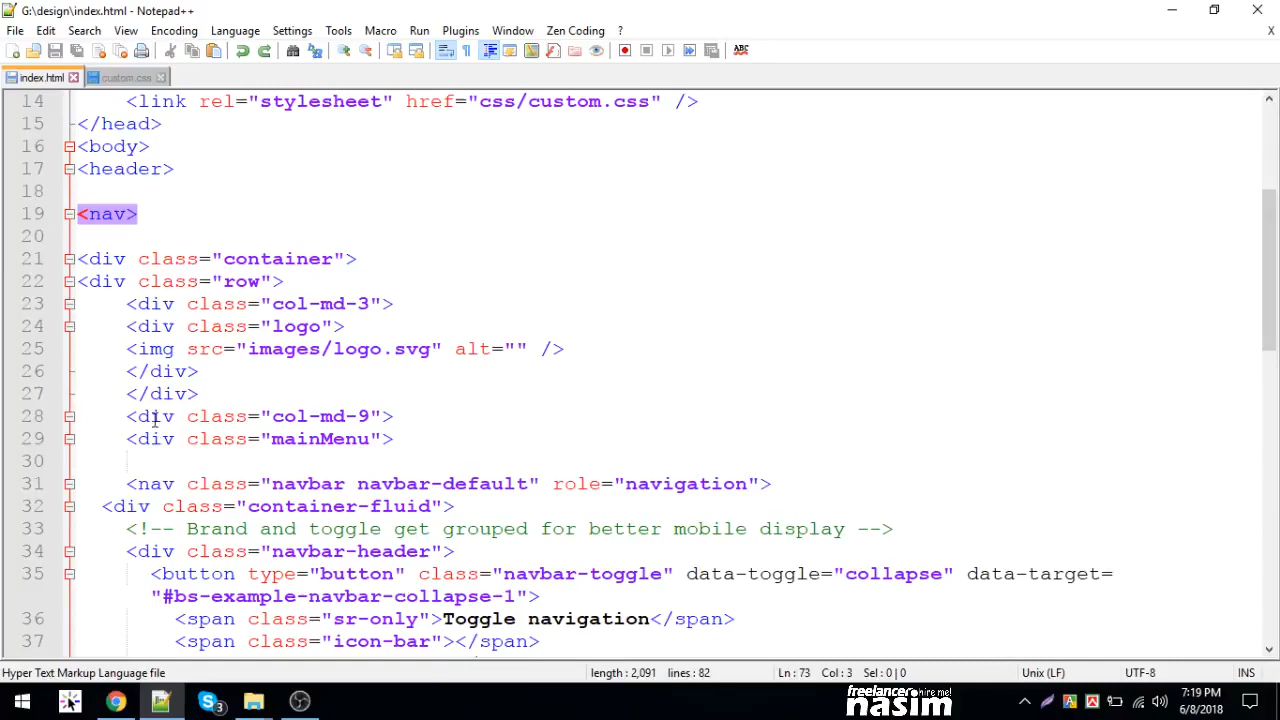 G:\design\index.html - Notepad++
File Edit Search View Encoding Language Settings Tools Macro Run Plugins Window Zen Coding ? X
ABC
index.html custom.css
14 <link rel="stylesheet" href="css/custom.css" />
15 </head>
16 <body>
17 <header>
18
19 <nav>
20
21 <div class="container">
22 <div class="row">
23 <div class="col-md-3">
24 <div class="logo">
25 <img src="images/logo.svg" alt="" />
26 </div>
27 </div>
28 <div class="col-md-9">
29 <div class="mainMenu">
30
31 <nav class="navbar navbar-default" role="navigation">
32 <div class="container-fluid">
33 <!-- Brand and toggle get grouped for better mobile display -->
34 <div class="navbar-header">
35 <button type="button" class="navbar-toggle" data-toggle="collapse" data-target=
"#bs-example-navbar-collapse-1">
36 <span class="sr-only">Toggle navigation</span>
37 <span class="icon-bar"></span>
Hyper Text Markup Language file length : 2,091 lines : 82 Ln : 73 Col : 3 Sel : 0 | 0 Unix (LF) UTF-8 INS
3
freelancer hire me!
nasim
7:19 PM
6/8/2018